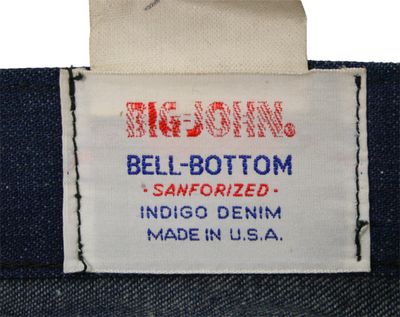 BIG-JOHN.
BELL-BOTTOM
• SANFORIZED •
INDIGO DENIM
MADE IN U.S.A.